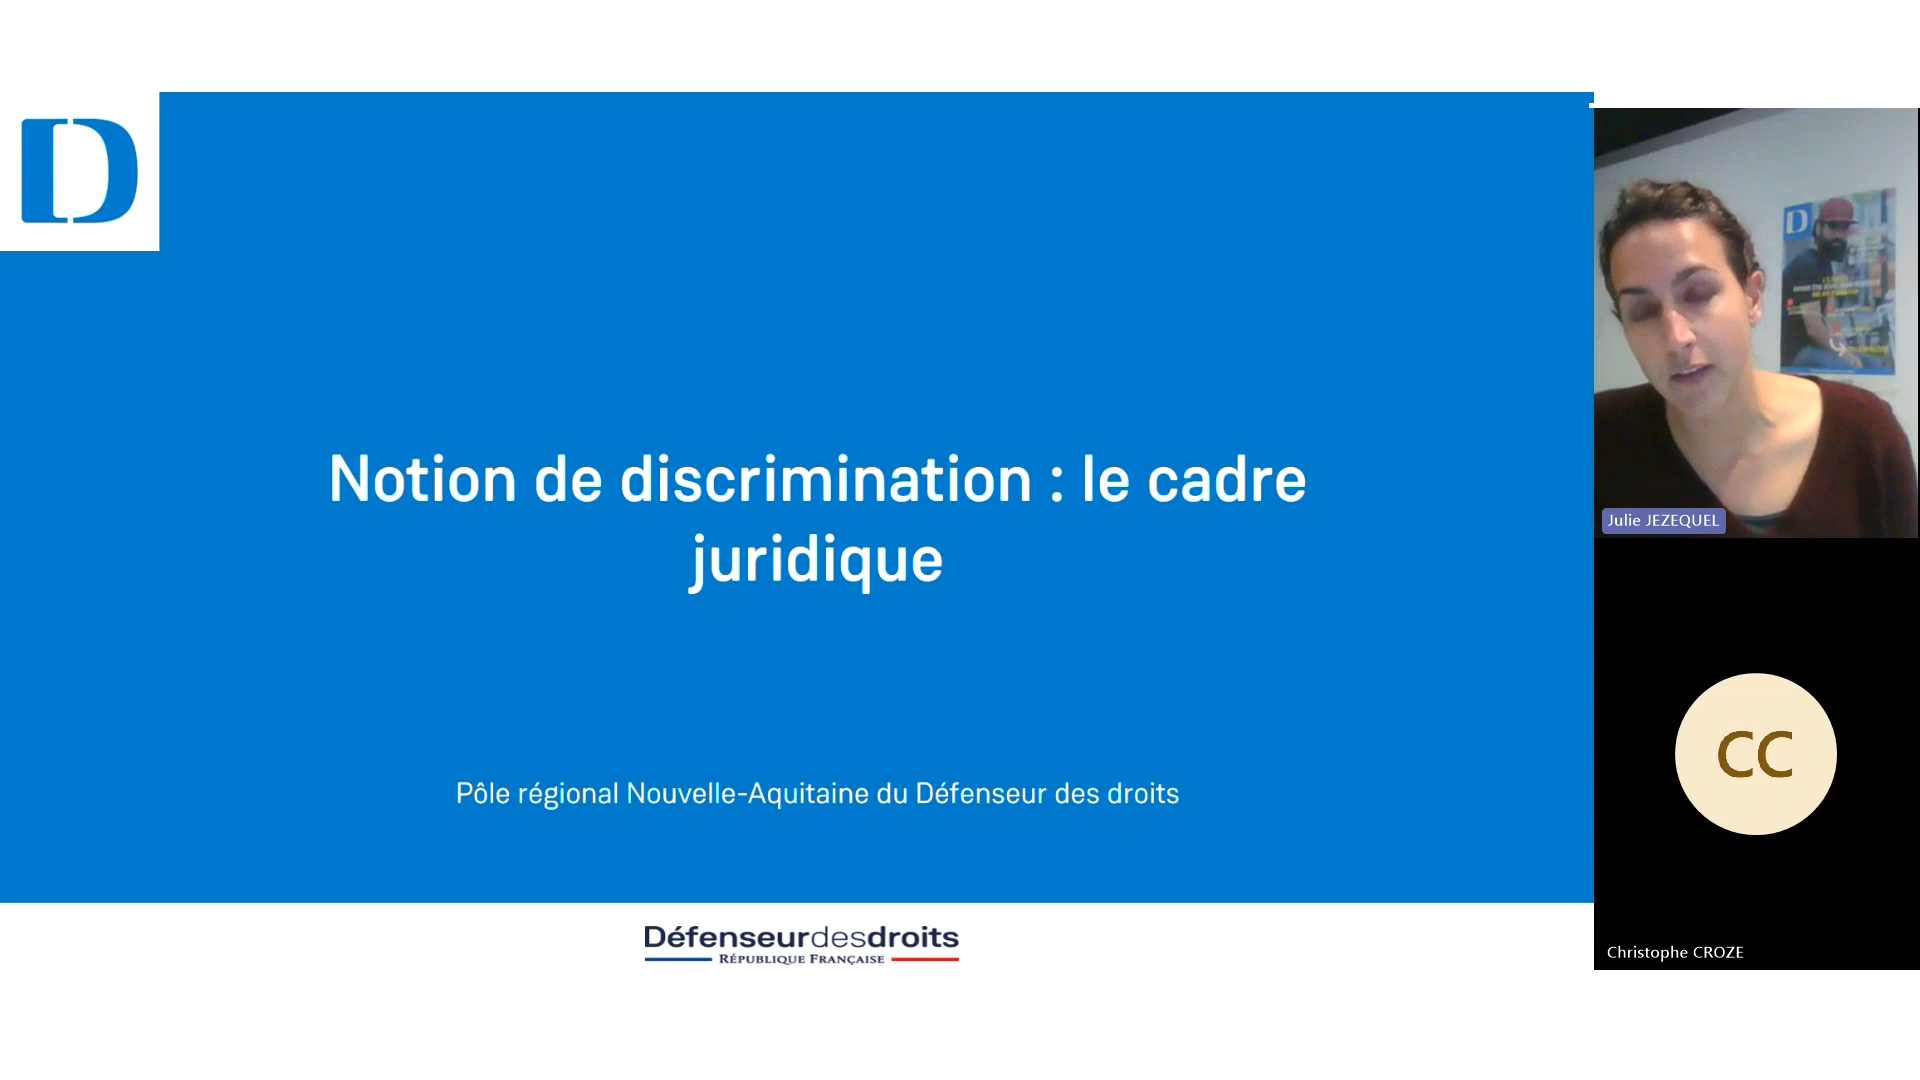 D
Notion de discrimination : le cadre
juridique
Pôle régional Nouvelle-Aquitaine du Défenseur des droits
Défenseurdesdroits
RÉPUBLIQUE FRANÇAISE
D
Julie JEZEQUEL
CC
Christophe CROZE